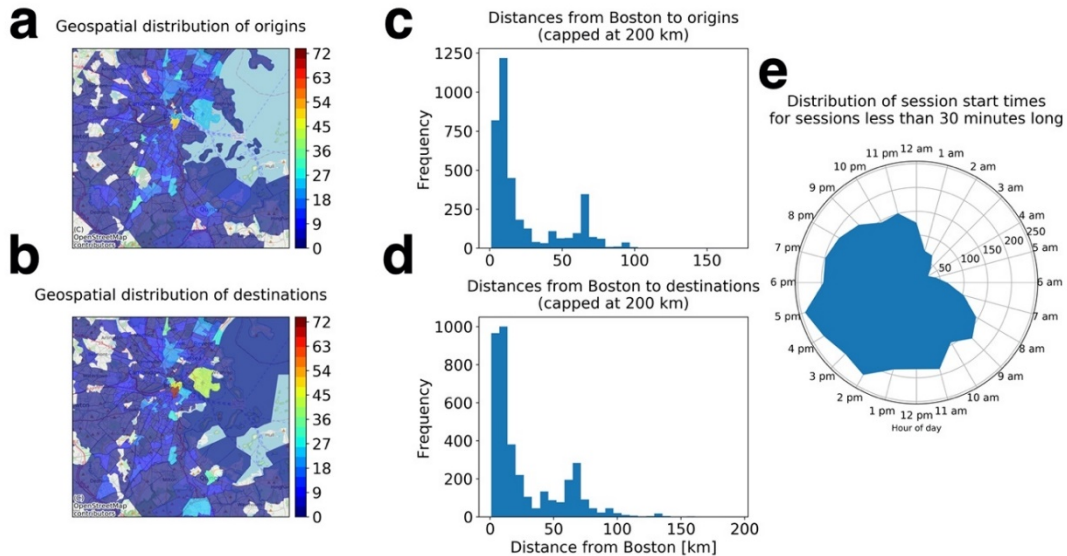 a
Geospatial distribution of origins
72
63
54
45
36
27
18
9
0
(C)
OpenStreetMap
contributors
b
Geospatial distribution of destinations
72
63
54
45
36
27
18
9
0
(C)
OpenStreetMap
contributors
c
Distances from Boston to origins
(capped at 200 km)
Frequency
1250
1000
750
500
250
0
0 50 100 150
d
Distances from Boston to destinations
(capped at 200 km)
Frequency
1000
800
600
400
200
0
0 50 100 150 200
Distance from Boston [km]
e
Distribution of session start times
for sessions less than 30 minutes long
12 am
1 am
2 am
3 am
4 am
5 am
6 am
7 am
8 am
9 am
10 am
11 am
12 pm
1 pm
2 pm
3 pm
4 pm
5 pm
6 pm
7 pm
8 pm
9 pm
10 pm
11 pm
50
100
150
200
250
Hour of day